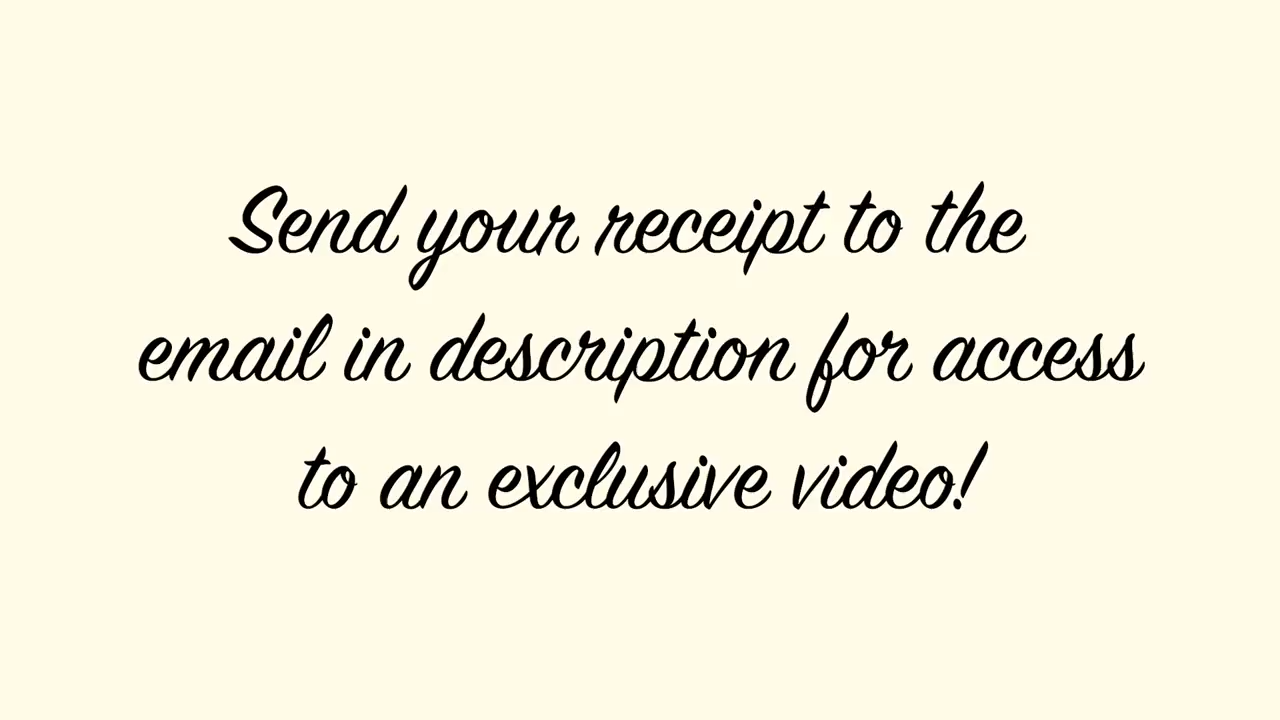 Send your receipt to the
email in description for access
to an exclusive video!